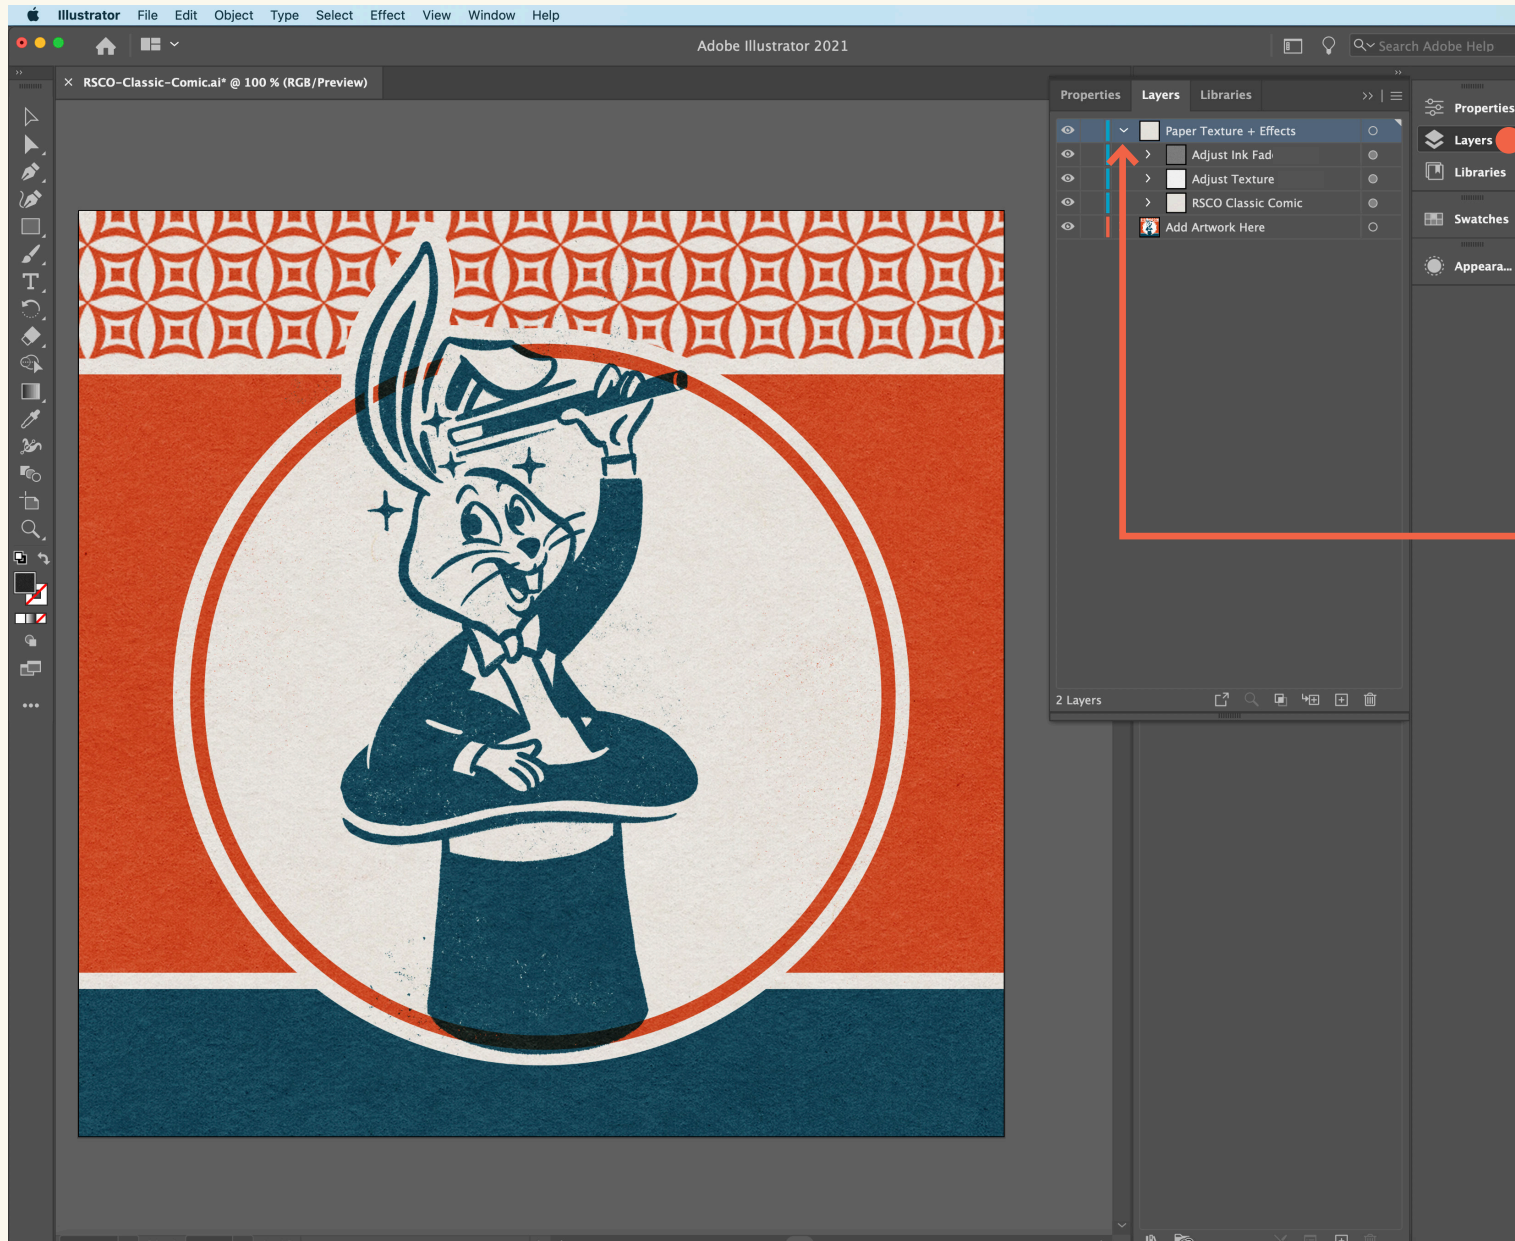 Illustrator File Edit Object Type Select Effect View Window Help
Adobe Illustrator 2021
Search Adobe Help
RSCO-Classic-Comic.ai* @ 100 % (RGB/Preview)
Properties Layers Libraries
Paper Texture + Effects
Adjust Ink Fad
Adjust Texture
RSCO Classic Comic
Add Artwork Here
2 Layers
Properties
Layers
Libraries
Swatches
Appeara...